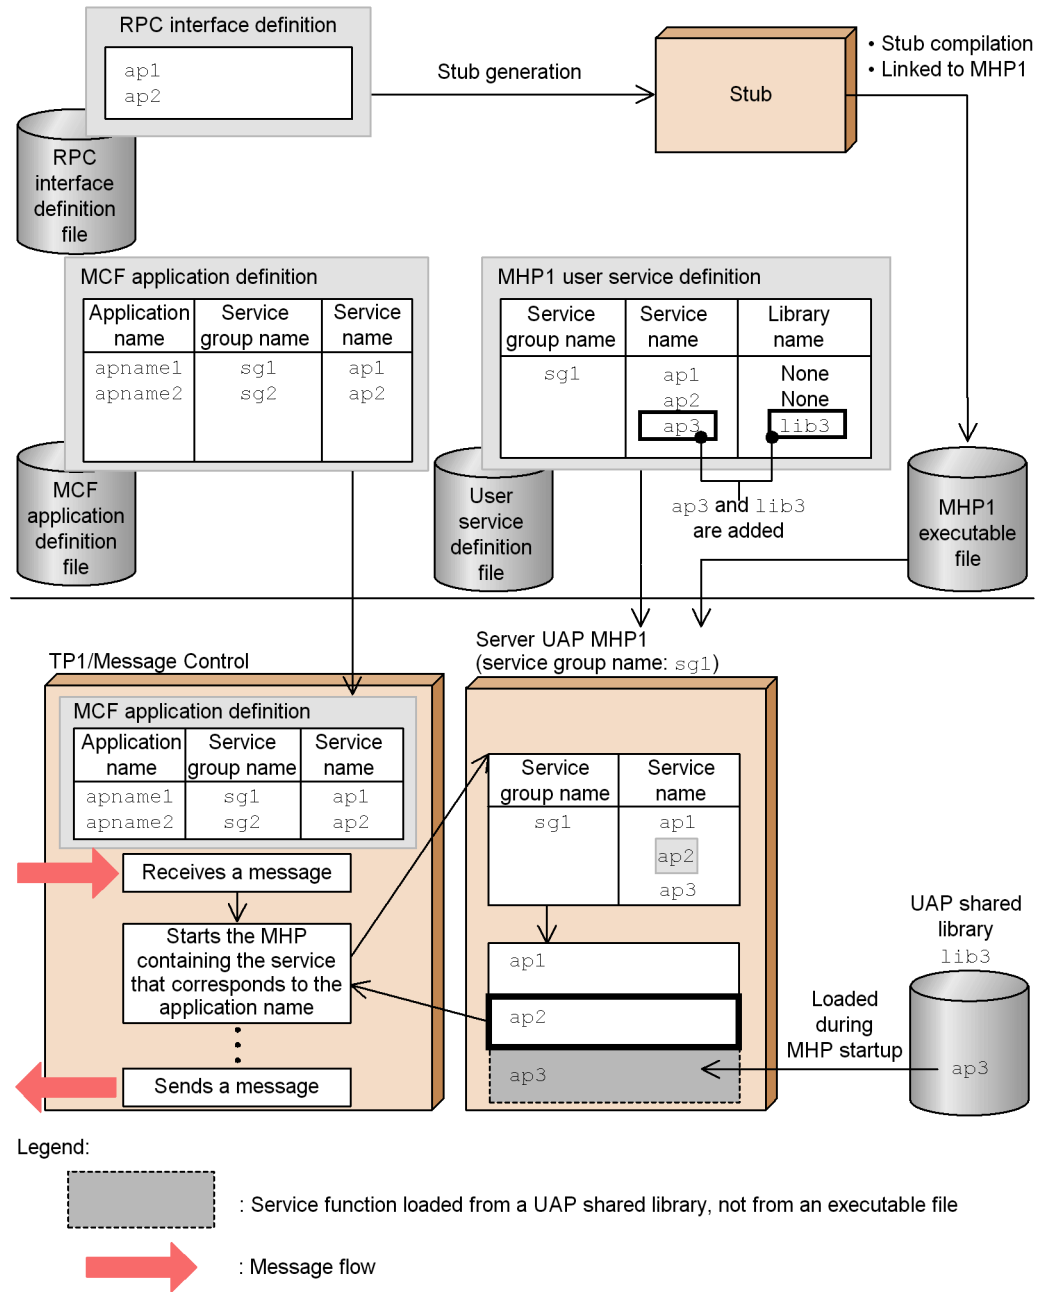 RPC interface definition
ap1
ap2
Stub generation
Stub
• Stub compilation
• Linked to MHP1
RPC
interface
definition
file
MCF application definition
Application name Service group name Service name
apname1 sg1 ap1
apname2 sg2 ap2
MCF
application
definition
file
MHP1 user service definition
Service group name Service name Library name
sg1 ap1 None
ap2 None
ap3 lib3
ap3 and lib3
are added
User
service
definition
file
MHP1
executable
file
TP1/Message Control
MCF application definition
Application name Service group name Service name
apname1 sg1 ap1
apname2 sg2 ap2
Receives a message
Starts the MHP
containing the service
that corresponds to the
application name
Sends a message
Server UAP MHP1
(service group name: sg1)
Service group name Service name
sg1 ap1
ap2
ap3
ap1
ap2
ap3
UAP shared
library
lib3
Loaded
during
MHP startup
ap3
Legend:
: Service function loaded from a UAP shared library, not from an executable file
: Message flow